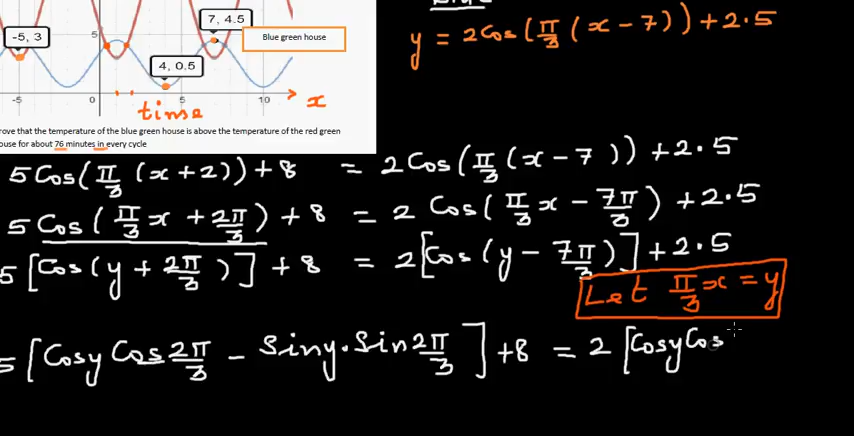 7, 4.5
-5, 3
Blue green house
y = 2Cos(π/3 (x - 7)) + 2.5
5
4, 0.5
-5 0 5 10 x
time
rove that the temperature of the blue green house is above the temperature of the red green
ouse for about 76 minutes in every cycle
5Cos(π/3 (x + 2)) + 8 = 2Cos(π/3 (x - 7)) + 2.5
5 Cos(π/3 x + 2π/3) + 8 = 2 Cos(π/3 x - 7π/3) + 2.5
5 [Cos(y + 2π/3)] + 8 = 2[Cos(y - 7π/3)] + 2.5
Let π/3 x = y
5 [Cosy Cos 2π/3 - Siny . Sin 2π/3] + 8 = 2 [Cosy Cos